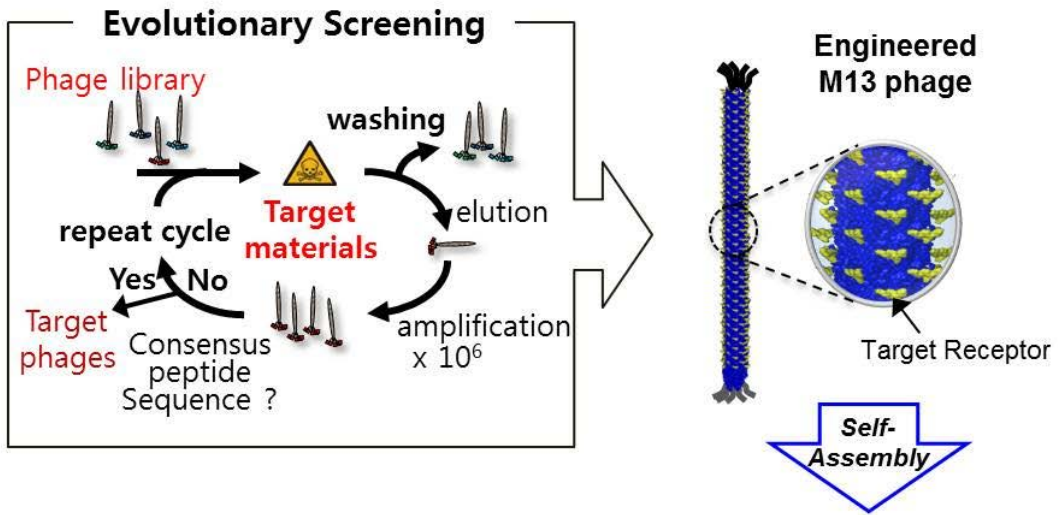 Evolutionary Screening
Phage library
washing
Target
materials
elution
repeat cycle
Yes
No
Target
phages
Consensus
peptide
Sequence ?
amplification
x 10⁶
Engineered
M13 phage
Target Receptor
Self-
Assembly